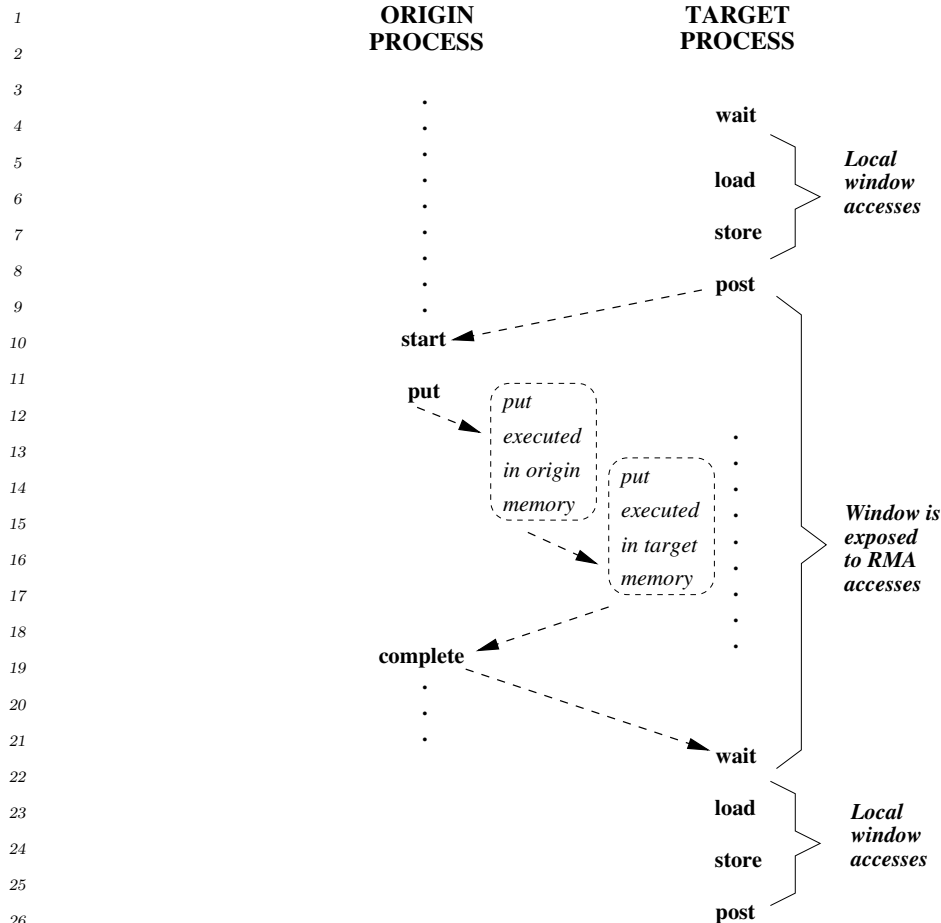 1
ORIGIN
PROCESS
TARGET
PROCESS
2
3
wait
4
5
Local
window
accesses
load
6
7
store
8
post
9
start
10
11
put
put
executed
in origin
memory
12
13
put
executed
in target
memory
14
15
Window is
exposed
to RMA
accesses
16
17
18
complete
19
20
21
wait
22
load
23
Local
window
accesses
24
store
25
post
26